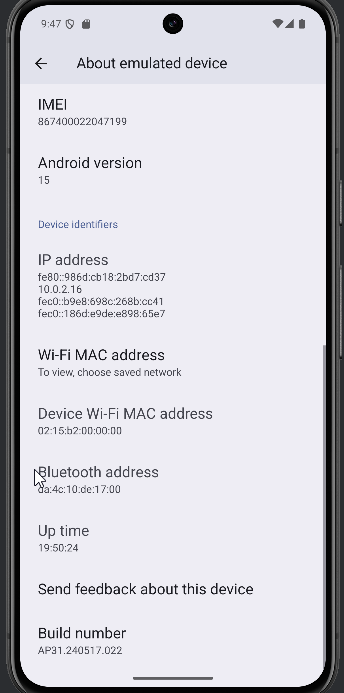 9:47
About emulated device
IMEI
867400022047199
Android version
15
Device identifiers
IP address
fe80::986d:cb18:2bd7:cd37
10.0.2.16
fec0::b9e8:698c:268b:cc41
fec0::186d:e9de:e898:65e7
Wi-Fi MAC address
To view, choose saved network
Device Wi-Fi MAC address
02:15:b2:00:00:00
Bluetooth address
da:4c:10:de:17:00
Up time
19:50:24
Send feedback about this device
Build number
AP31.240517.022